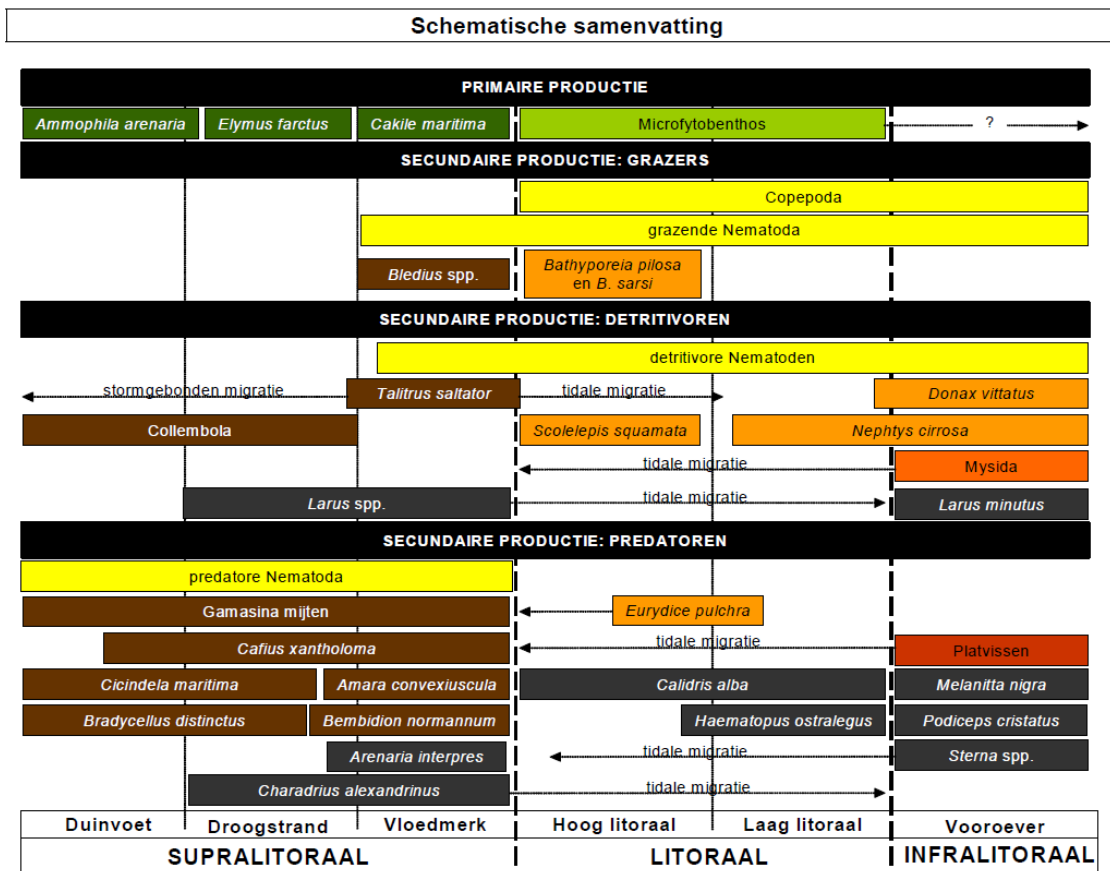 Schematische samenvatting
PRIMAIRE PRODUCTIE
Ammophila arenaria Elymus farctus Cakile maritima Microfytobenthos ?
SECUNDAIRE PRODUCTIE: GRAZERS
Copepoda
grazende Nematoda
Bledius spp. Bathyporeia pilosa
en B. sarsi
SECUNDAIRE PRODUCTIE: DETRITIVOREN
detritivore Nematoden
stormgebonden migratie Talitrus saltator tidale migratie Donax vittatus
Collembola Scolelepis squamata Nephtys cirrosa
tidale migratie Mysida
Larus spp. tidale migratie Larus minutus
SECUNDAIRE PRODUCTIE: PREDATOREN
predatore Nematoda
Gamasina mijten Eurydice pulchra
Cafius xantholoma tidale migratie Platvissen
Cicindela maritima Amara convexiuscula Calidris alba Melanitta nigra
Bradycellus distinctus Bembidion normannum Haematopus ostralegus Podiceps cristatus
Arenaria interpres tidale migratie Sterna spp.
Charadrius alexandrinus tidale migratie
Duinvoet Droogstrand Vloedmerk Hoog litoraal Laag litoraal Vooroever
SUPRALITORAAL LITORAAL INFRALITORAAL